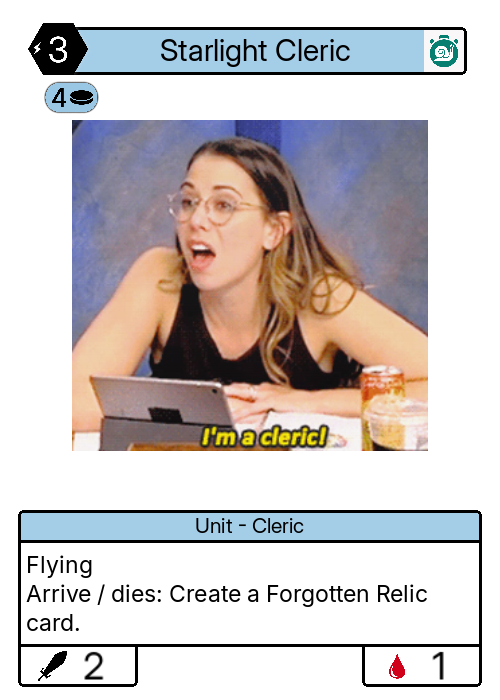 3
Starlight Cleric
4
I'm a cleric!
Unit - Cleric
Flying
Arrive / dies: Create a Forgotten Relic
card.
2
1